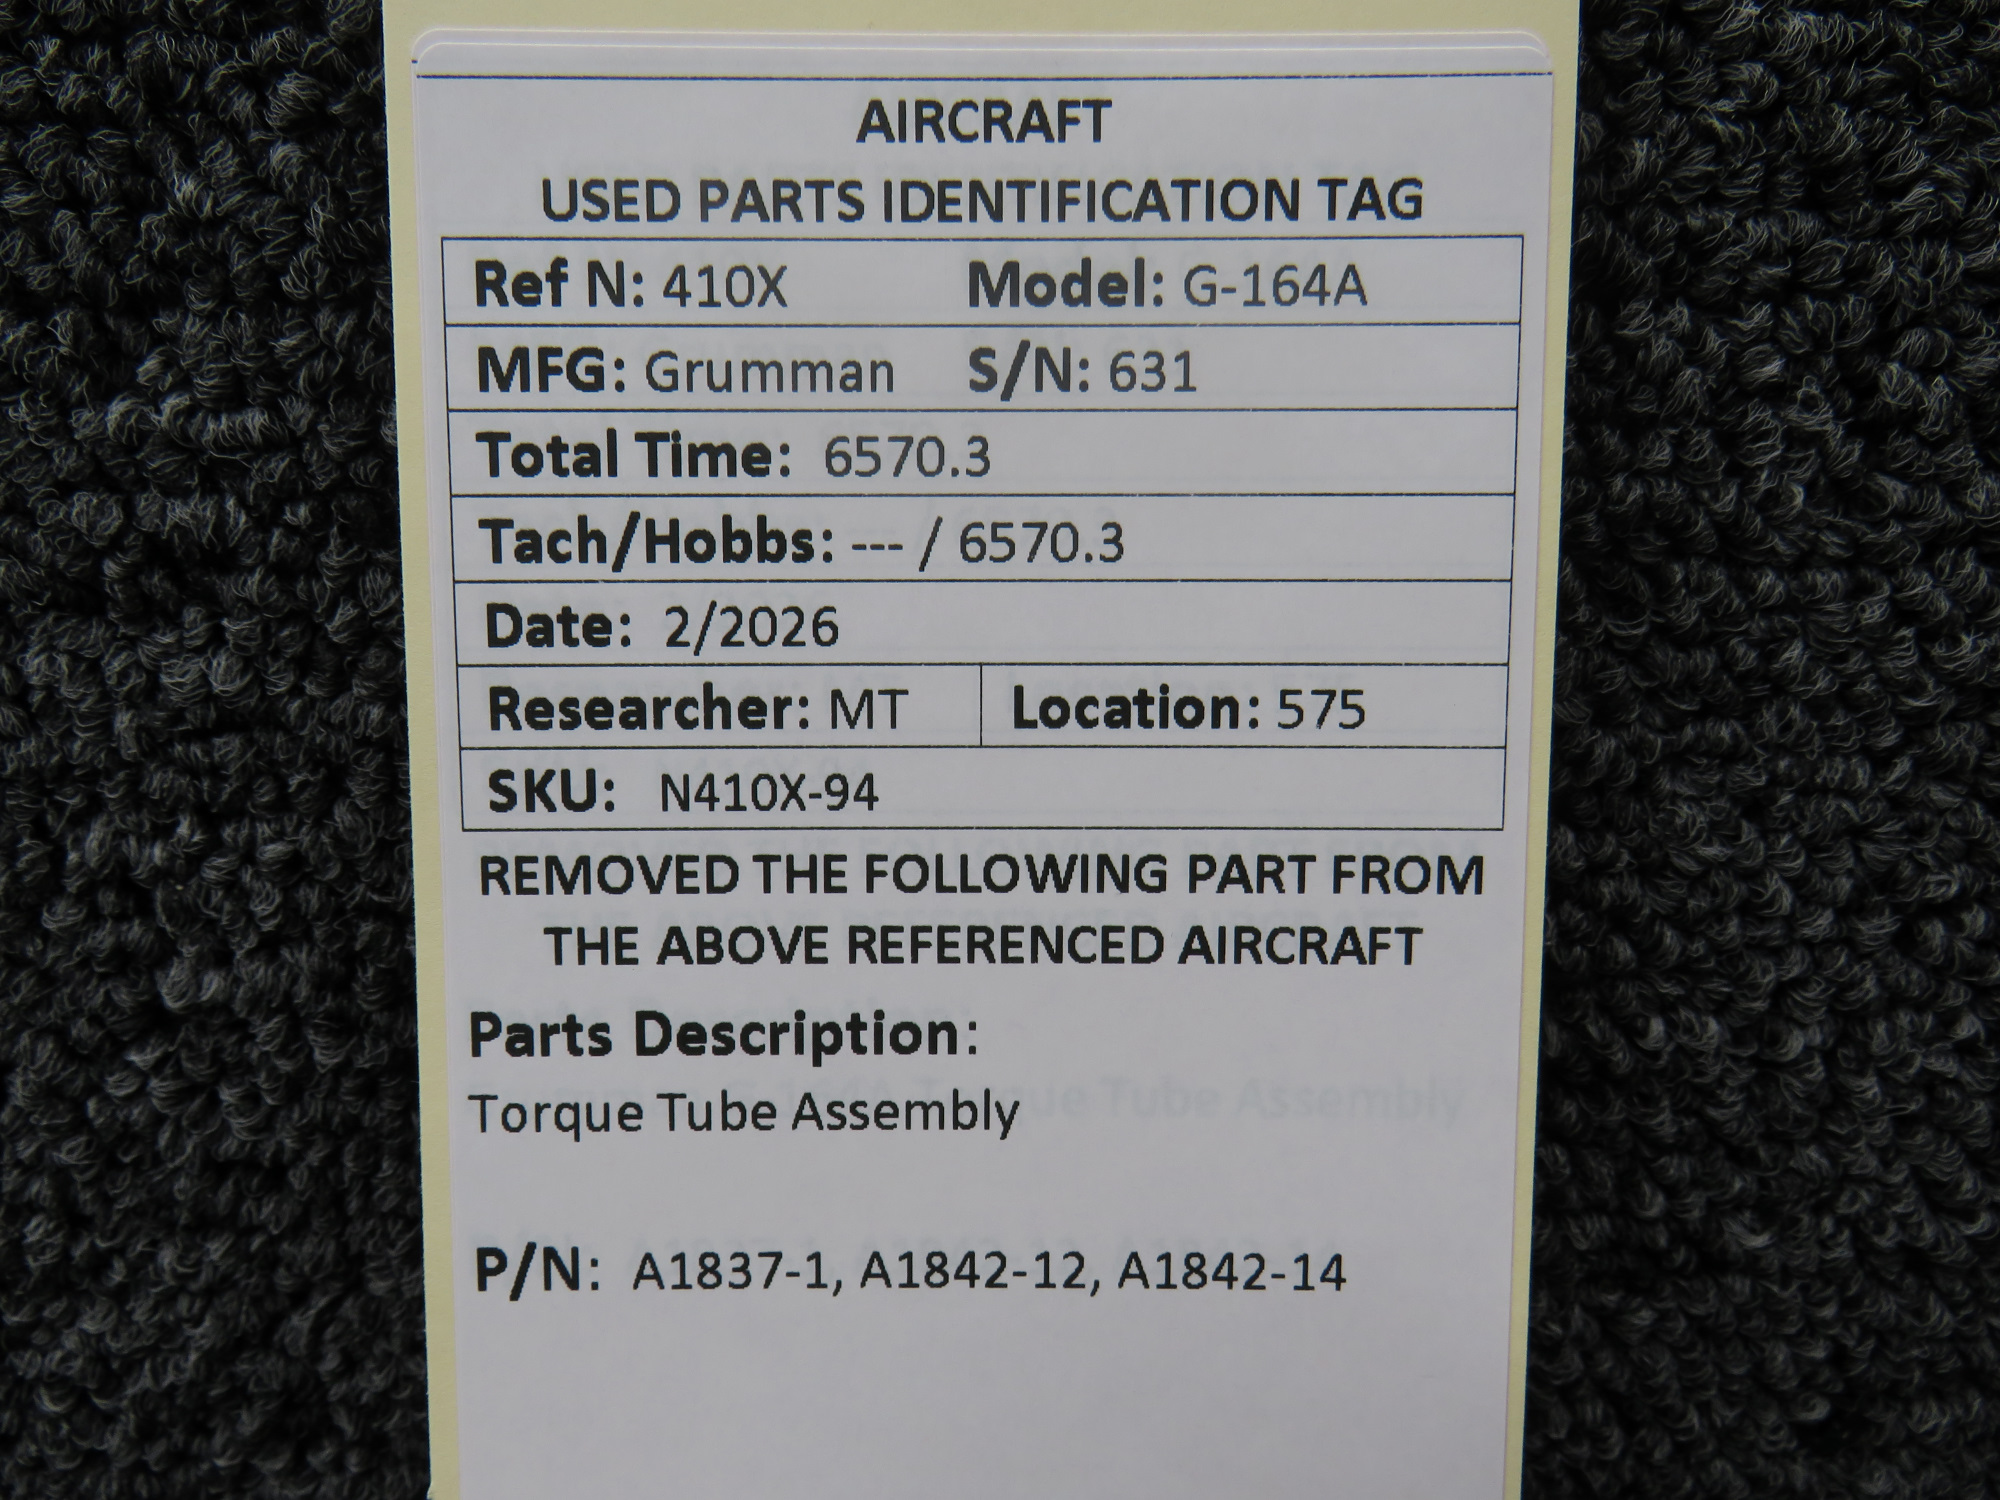 AIRCRAFT
USED PARTS IDENTIFICATION TAG
Ref N: 410X Model: G-164A
MFG: Grumman S/N: 631
Total Time: 6570.3
Tach/Hobbs: --- / 6570.3
Date: 2/2026
Researcher: MT Location: 575
SKU: N410X-94
REMOVED THE FOLLOWING PART FROM
THE ABOVE REFERENCED AIRCRAFT
Parts Description:
Torque Tube Assembly
P/N: A1837-1, A1842-12, A1842-14